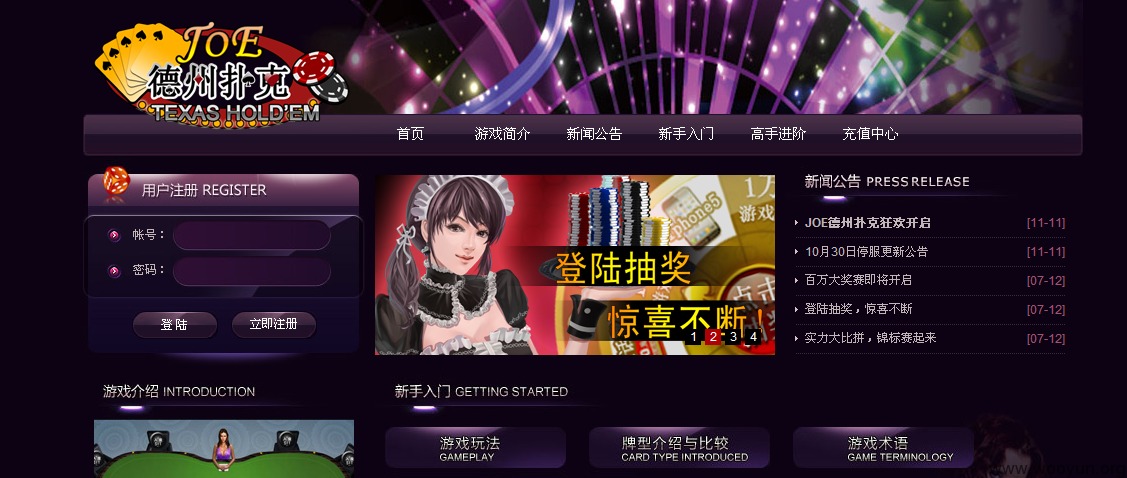 JOE
德州扑克
TEXAS HOLD'EM
首页 游戏简介 新闻公告 新手入门 高手进阶 充值中心
用户注册 REGISTER
帐号：
密码：
登陆 立即注册
iphone5
1万
游戏
点击
登陆抽奖
惊喜不断！
1 2 3 4
新闻公告 PRESS RELEASE
JOE德州扑克狂欢开启 [11-11]
10月30日停服更新公告 [11-11]
百万大奖赛即将开启 [07-12]
登陆抽奖，惊喜不断 [07-12]
实力大比拼，锦标赛起来 [07-12]
游戏介绍 INTRODUCTION
新手入门 GETTING STARTED
游戏玩法
GAMEPLAY
牌型介绍与比较
CARD TYPE INTRODUCED
游戏术语
GAME TERMINOLOGY